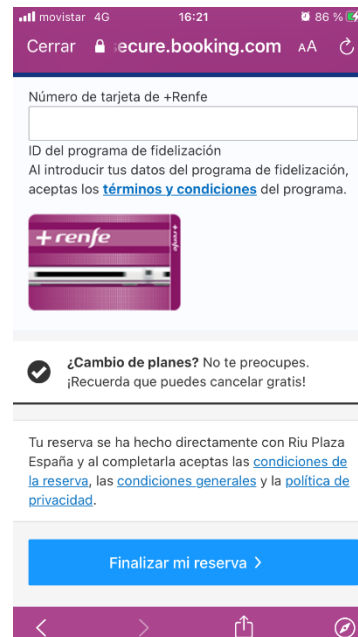 movistar 4G 16:21 86 %
Cerrar secure.booking.com AA
Número de tarjeta de +Renfe
ID del programa de fidelización
Al introducir tus datos del programa de fidelización,
aceptas los términos y condiciones del programa.
+renfe
+renfe
¿Cambio de planes? No te preocupes.
¡Recuerda que puedes cancelar gratis!
Tu reserva se ha hecho directamente con Riu Plaza
España y al completarla aceptas las condiciones de
la reserva, las condiciones generales y la política de
privacidad.
Finalizar mi reserva >